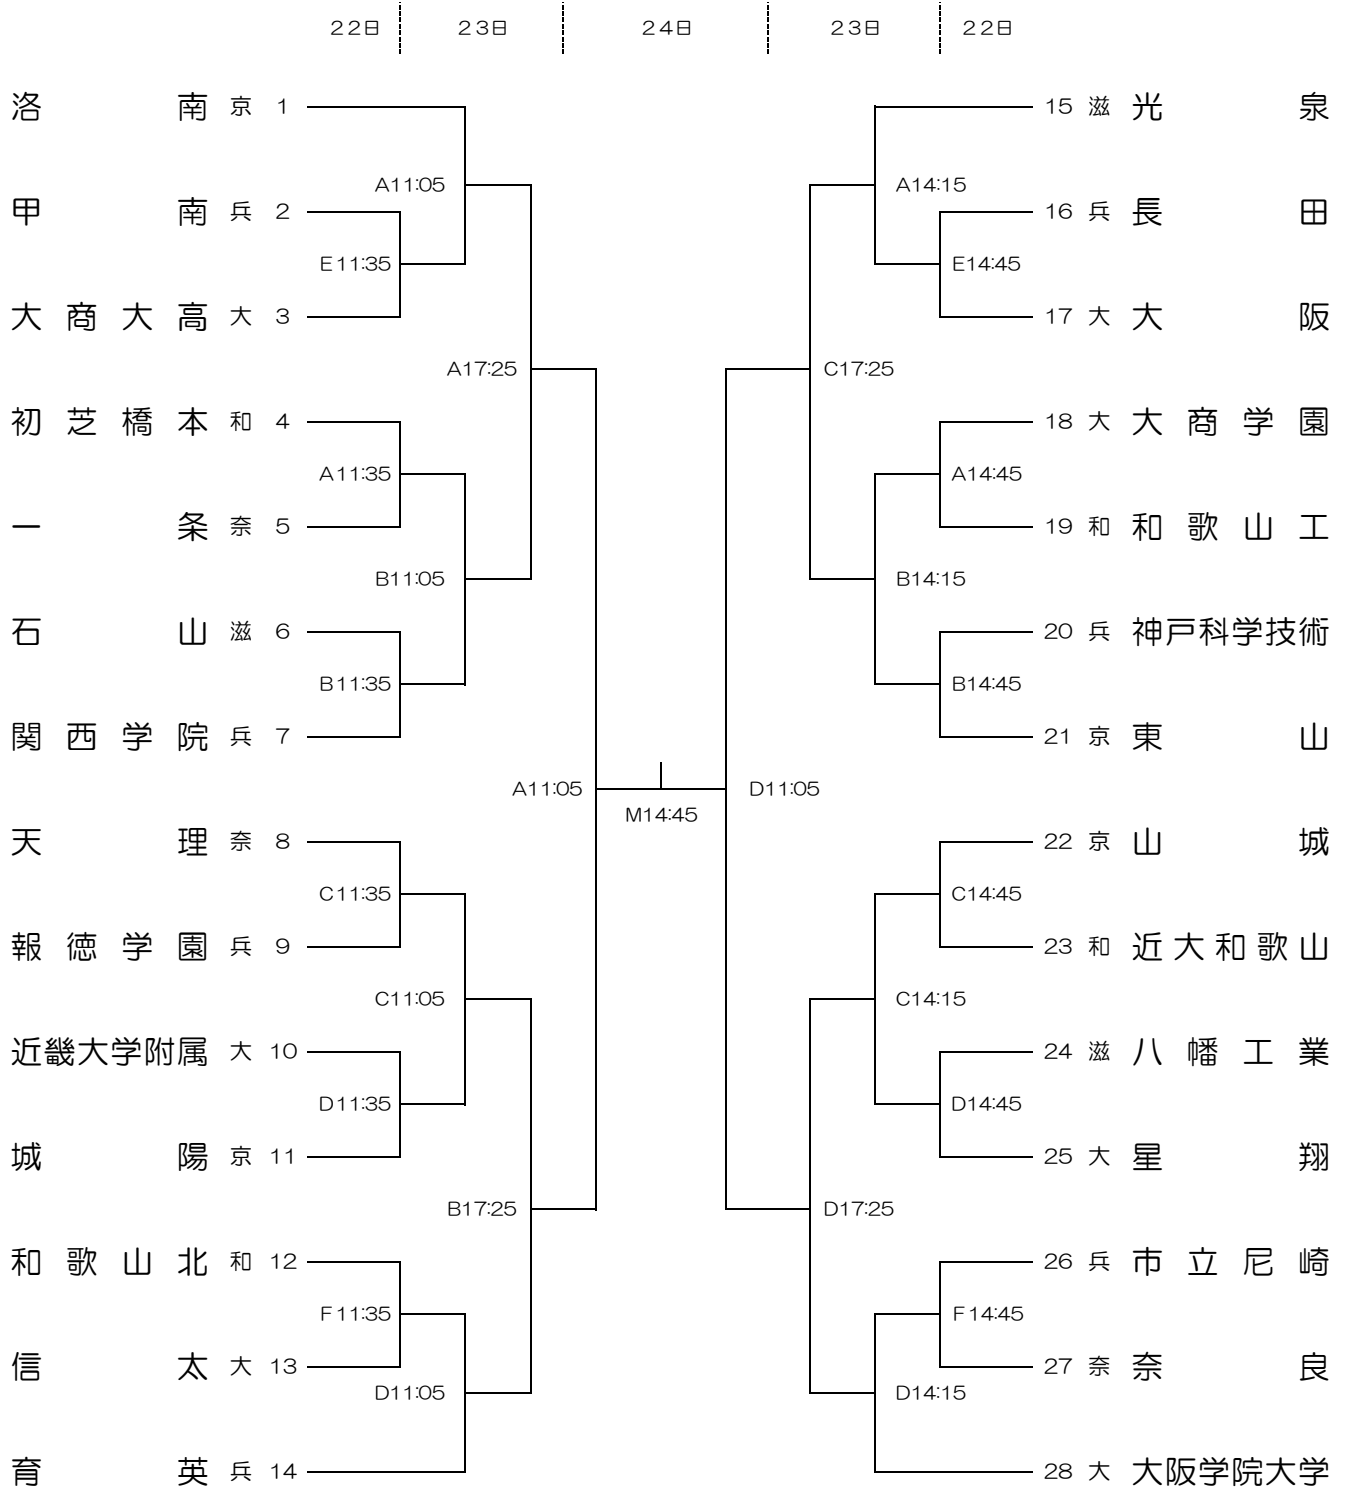 22日 23日 24日 23日 22日
洛南 京 1 15 滋 光泉
A11:05 A14:15
甲南 兵 2 16 兵 長田
E11:35 E14:45
大商大高 大 3 17 大 大阪
A17:25 C17:25
初芝橋本 和 4 18 大 大商学園
A11:35 A14:45
一条 奈 5 19 和 和歌山工
B11:05 B14:15
石山 滋 6 20 兵 神戸科学技術
B11:35 B14:45
関西学院 兵 7 21 京 東山
A11:05 D11:05
M14:45
天理 奈 8 22 京 山城
C11:35 C14:45
報徳学園 兵 9 23 和 近大和歌山
C11:05 C14:15
近畿大学附属 大 10 24 滋 八幡工業
D11:35 D14:45
城陽 京 11 25 大 星翔
B17:25 D17:25
和歌山北 和 12 26 兵 市立尼崎
F11:35 F14:45
信太 大 13 27 奈 奈良
D11:05 D14:15
育英 兵 14 28 大 大阪学院大学